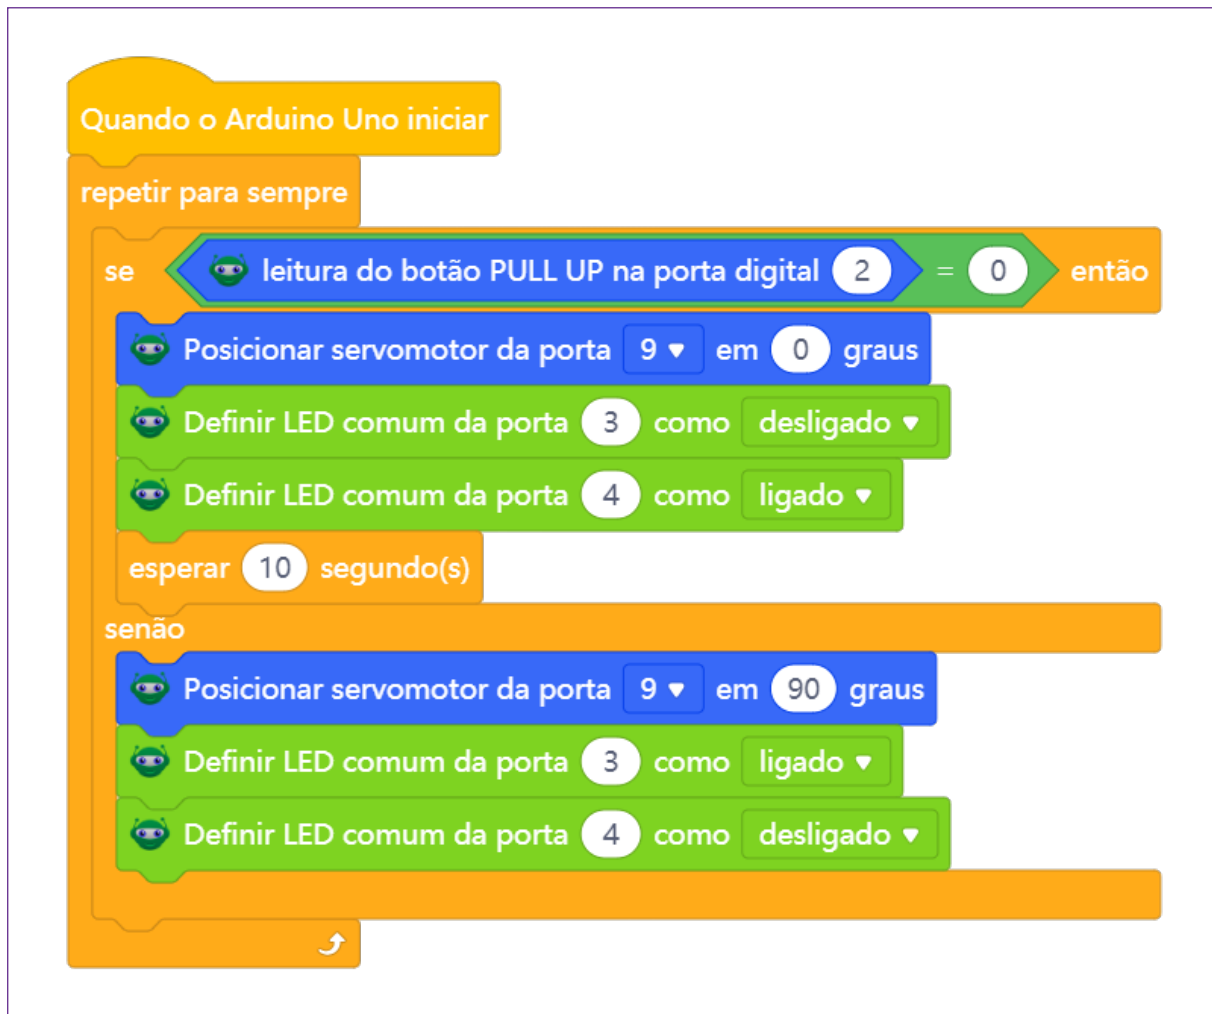 Quando o Arduino Uno iniciar
repetir para sempre
se leitura do botão PULL UP na porta digital 2 = 0 então
Posicionar servomotor da porta 9 em 0 graus
Definir LED comum da porta 3 como desligado
Definir LED comum da porta 4 como ligado
esperar 10 segundo(s)
senão
Posicionar servomotor da porta 9 em 90 graus
Definir LED comum da porta 3 como ligado
Definir LED comum da porta 4 como desligado